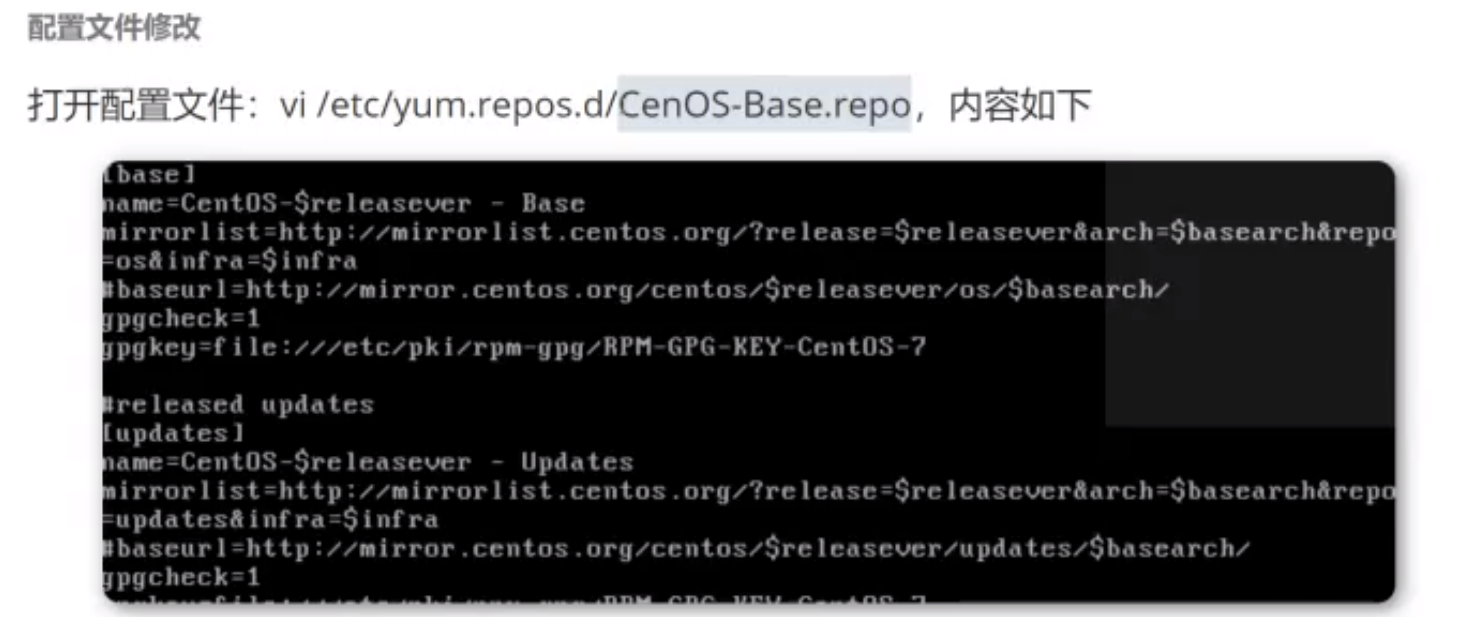 配置文件修改
打开配置文件：vi /etc/yum.repos.d/CenOS-Base.repo，内容如下
[base]
name=CentOS-$releasever - Base
mirrorlist=http://mirrorlist.centos.org/?release=$releasever&arch=$basearch&repo
=os&infra=$infra
#baseurl=http://mirror.centos.org/centos/$releasever/os/$basearch/
gpgcheck=1
gpgkey=file:///etc/pki/rpm-gpg/RPM-GPG-KEY-CentOS-7
#released updates
[updates]
name=CentOS-$releasever - Updates
mirrorlist=http://mirrorlist.centos.org/?release=$releasever&arch=$basearch&repo
=updates&infra=$infra
#baseurl=http://mirror.centos.org/centos/$releasever/updates/$basearch/
gpgcheck=1